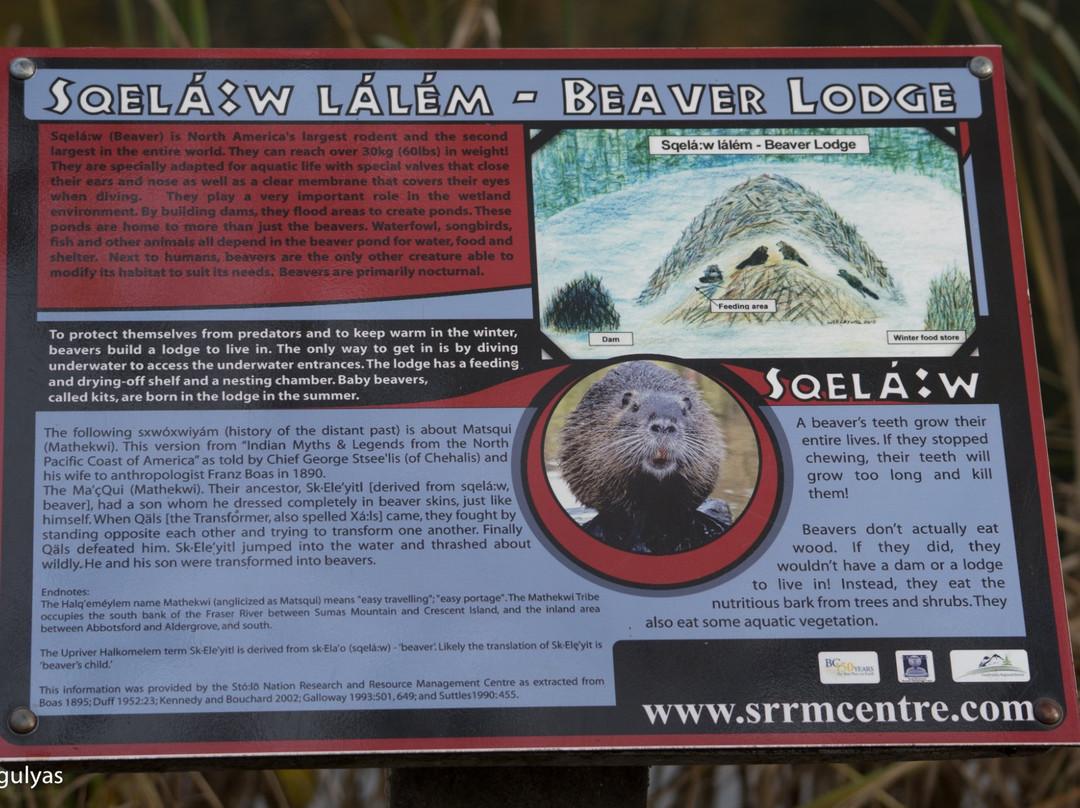 Sqelá:w lálém - Beaver Lodge
Sqelá:w (Beaver) is North America's largest rodent and the second
largest in the entire world. They can reach over 30kg (60lbs) in weight!
They are specially adapted for aquatic life with special valves that close
their ears and nose as well as a clear membrane that covers their eyes
when diving. They play a very important role in the wetland
environment. By building dams, they flood areas to create ponds. These
ponds are home to more than just the beavers. Waterfowl, songbirds,
fish and other animals all depend in the beaver pond for water, food and
shelter. Next to humans, beavers are the only other creature able to
modify its habitat to suit its needs. Beavers are primarily nocturnal.
Sqelá:w lálém - Beaver Lodge
Feeding area
Dam
Winter food store
To protect themselves from predators and to keep warm in the winter,
beavers build a lodge to live in. The only way to get in is by diving
underwater to access the underwater entrances. The lodge has a feeding
and drying-off shelf and a nesting chamber. Baby beavers,
called kits, are born in the lodge in the summer.
Sqelá:w
A beaver's teeth grow their
entire lives. If they stopped
chewing, their teeth will
grow too long and kill
them!
Beavers don't actually eat
wood. If they did, they
wouldn't have a dam or a lodge
to live in! Instead, they eat the
nutritious bark from trees and shrubs. They
also eat some aquatic vegetation.
The following sxwóxwiyám (history of the distant past) is about Matsqui
(Mathekwi). This version from "Indian Myths & Legends from the North
Pacific Coast of America" as told by Chief George Stsee'lis (of Chehalis) and
his wife to anthropologist Franz Boas in 1890.
The Ma'çQui (Mathekwi). Their ancestor, Sk·Ele'yitl [derived from sqelá:w,
beaver], had a son whom he dressed completely in beaver skins, just like
himself. When Qäls [the Transformer, also spelled Xá:ls] came, they fought by
standing opposite each other and trying to transform one another. Finally
Qäls defeated him. Sk·Ele'yitl jumped into the water and thrashed about
wildly. He and his son were transformed into beavers.
Endnotes:
The Halq'eméylem name Mathekwi (anglicized as Matsqui) means "easy travelling"; "easy portage". The Mathekwi Tribe
occupies the south bank of the Fraser River between Sumas Mountain and Crescent Island, and the inland area
between Abbotsford and Aldergrove, and south.
The Upriver Halkomelem term Sk·Ele'yitl is derived from sk·Ela'o (sqelá:w) - 'beaver'. Likely the translation of Sk·Ele'yit is
'beaver's child.'
This information was provided by the Stó:lō Nation Research and Resource Management Centre as extracted from
Boas 1895; Duff 1952:23; Kennedy and Bouchard 2002; Galloway 1993:501, 649; and Suttles 1990: 455.
BC 150 YEARS
www.srrmcentre.com
gulyas